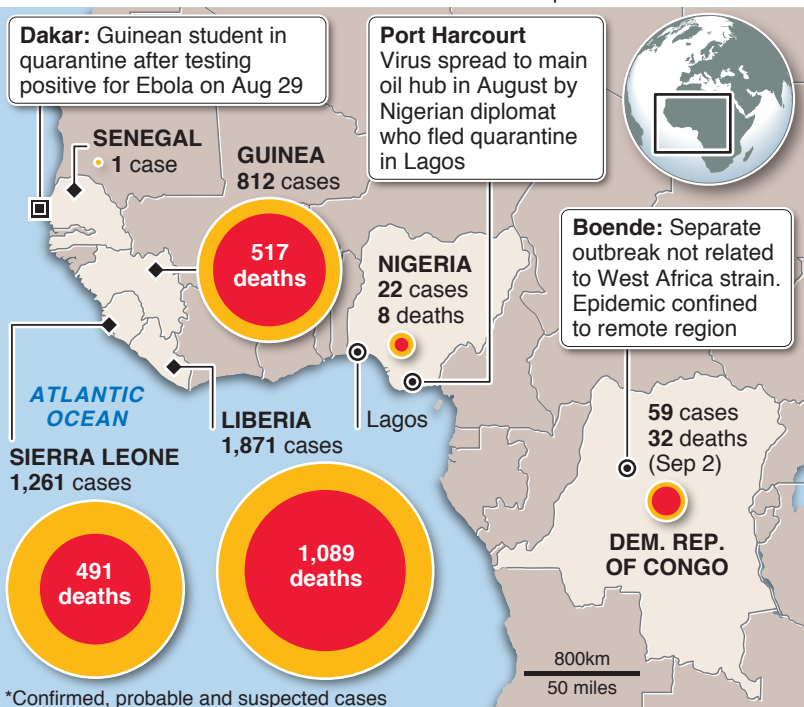 Dakar: Guinean student in
quarantine after testing
positive for Ebola on Aug 29
Port Harcourt
Virus spread to main
oil hub in August by
Nigerian diplomat
who fled quarantine
in Lagos
SENEGAL
1 case
GUINEA
812 cases
517
deaths
NIGERIA
22 cases
8 deaths
Boende: Separate
outbreak not related
to West Africa strain.
Epidemic confined
to remote region
ATLANTIC
OCEAN
Lagos
LIBERIA
1,871 cases
SIERRA LEONE
1,261 cases
59 cases
32 deaths
(Sep 2)
DEM. REP.
OF CONGO
491
deaths
1,089
deaths
800km
50 miles
*Confirmed, probable and suspected cases